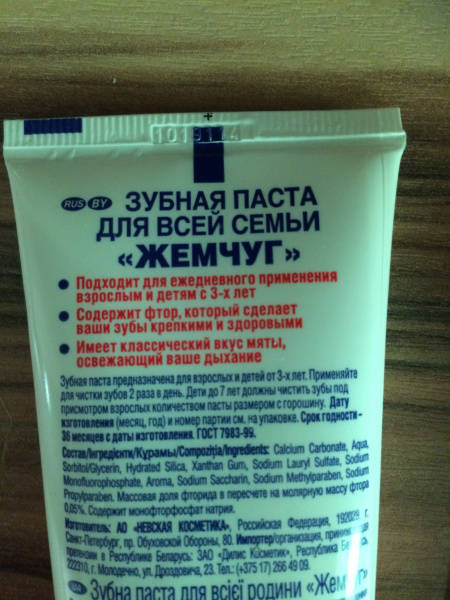 RUS BY ЗУБНАЯ ПАСТА
ДЛЯ ВСЕЙ СЕМЬИ
«ЖЕМЧУГ»
• Подходит для ежедневного применения
взрослым и детям с 3-х лет
• Содержит фтор, который сделает
ваши зубы крепкими и здоровыми
• Имеет классический вкус мяты,
освежающий ваше дыхание
Зубная паста предназначена для взрослых и детей от 3-х лет. Применяйте
для чистки зубов 2 раза в день. Дети до 7 лет должны чистить зубы под
присмотром взрослых количеством пасты размером с горошину. Дату
изготовления (месяц, год) и номер партии см. на упаковке. Срок годности -
36 месяцев с даты изготовления. ГОСТ 7983-99.
Состав/Інгредієнти/Құрамы/Compoziția/Ingredients: Calcium Carbonate, Aqua,
Sorbitol/Glycerin, Hydrated Silica, Xanthan Gum, Sodium Lauryl Sulfate, Sodium
Monofluorophosphate, Aroma, Sodium Saccharin, Sodium Methylparaben, Sodium
Propylparaben. Массовая доля фторида в пересчете на молярную массу фтора
0,05%. Содержит монофторфосфат натрия.
Изготовитель: АО «НЕВСКАЯ КОСМЕТИКА», Российская Федерация, 192029, г.
Санкт-Петербург, пр. Обуховской Обороны, 80. Импортер/организация, принимающая
претензии в Республике Беларусь: ЗАО «Дилис Косметик», Республика
222310, г. Молодечно, ул. Дроздовича, 23. Тел.: (+375 17) 266 49 09.
UA Зубна паста для всієї родини «Жемчуг»